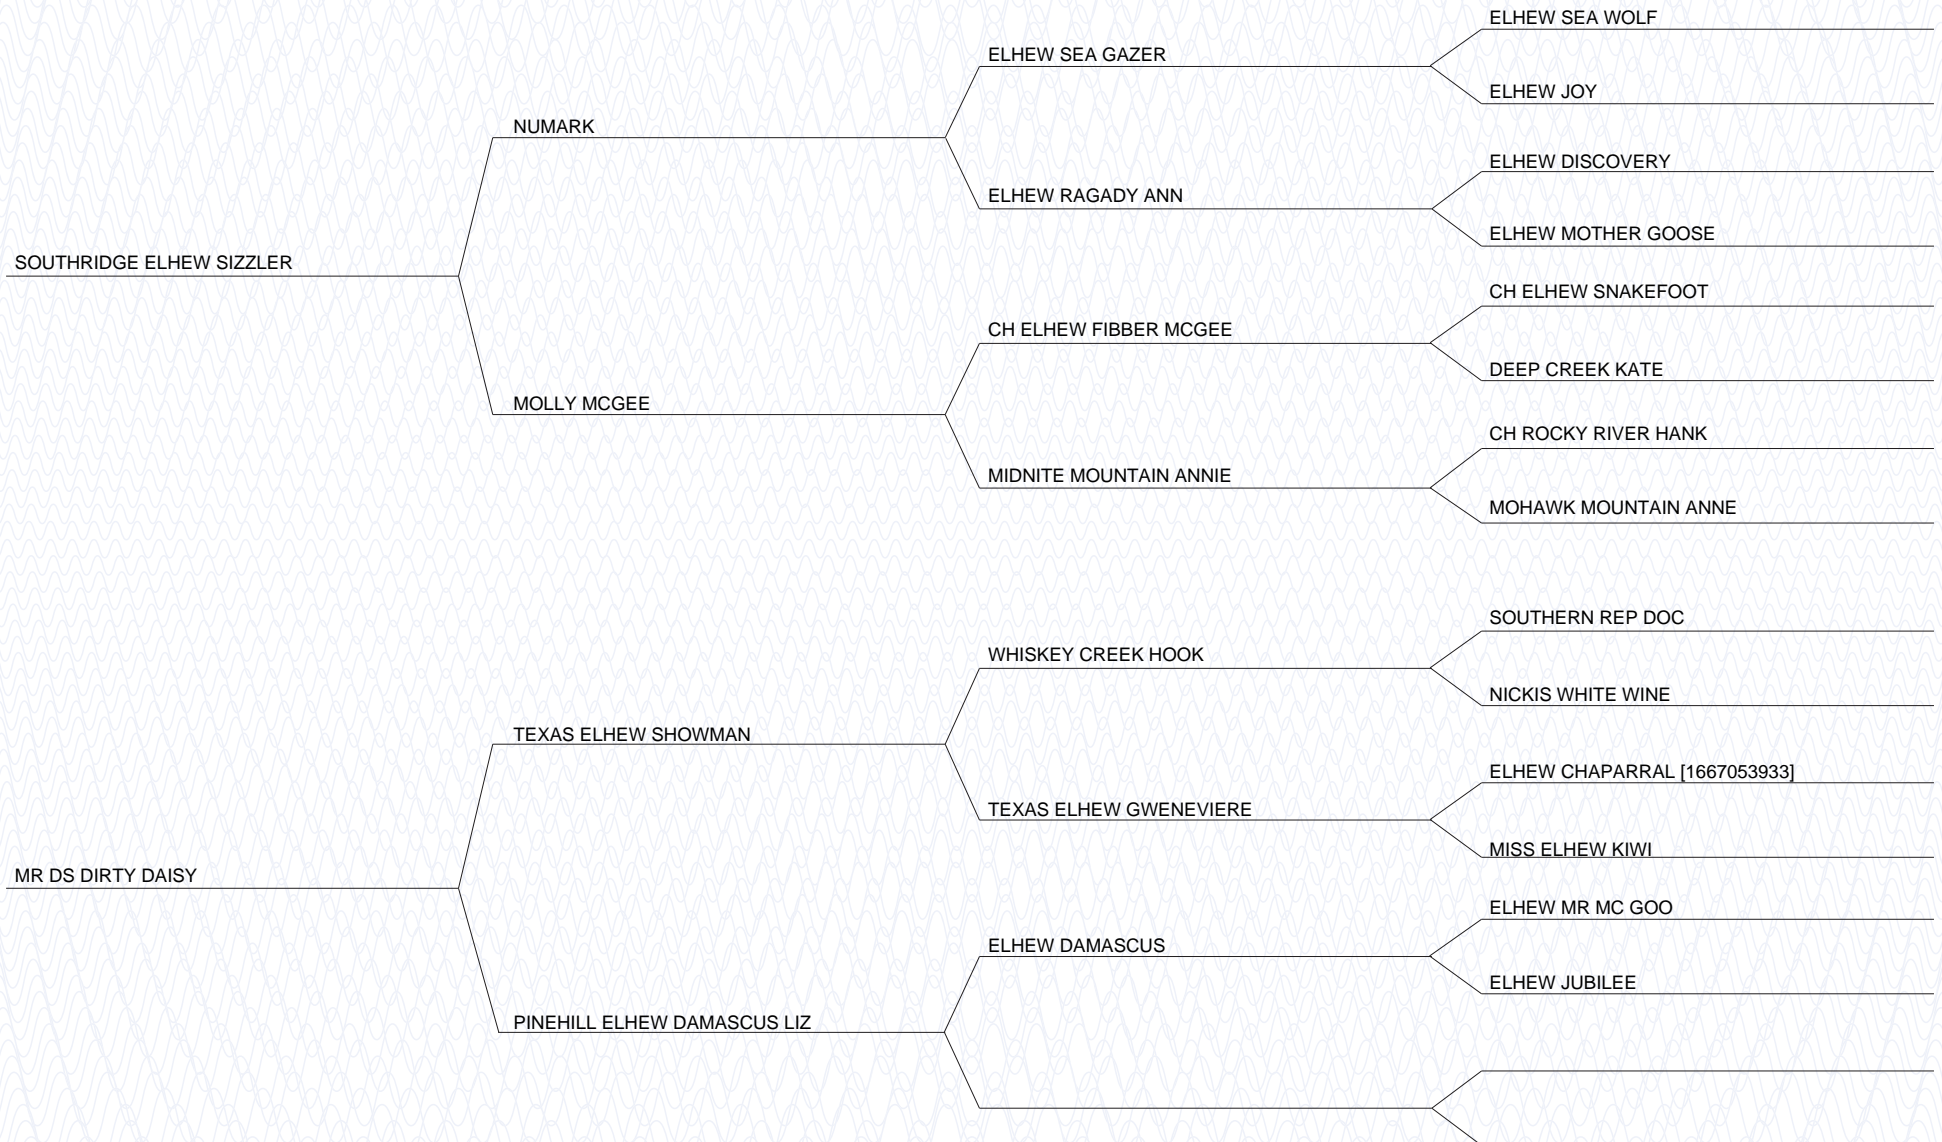 ELHEW SEA WOLF
ELHEW SEA GAZER
ELHEW JOY
NUMARK
ELHEW DISCOVERY
ELHEW RAGADY ANN
ELHEW MOTHER GOOSE
SOUTHRIDGE ELHEW SIZZLER
CH ELHEW SNAKEFOOT
CH ELHEW FIBBER MCGEE
DEEP CREEK KATE
MOLLY MCGEE
CH ROCKY RIVER HANK
MIDNITE MOUNTAIN ANNIE
MOHAWK MOUNTAIN ANNE
SOUTHERN REP DOC
WHISKEY CREEK HOOK
NICKIS WHITE WINE
TEXAS ELHEW SHOWMAN
ELHEW CHAPARRAL [1667053933]
TEXAS ELHEW GWENEVIERE
MISS ELHEW KIWI
MR DS DIRTY DAISY
ELHEW MR MC GOO
ELHEW DAMASCUS
ELHEW JUBILEE
PINEHILL ELHEW DAMASCUS LIZ